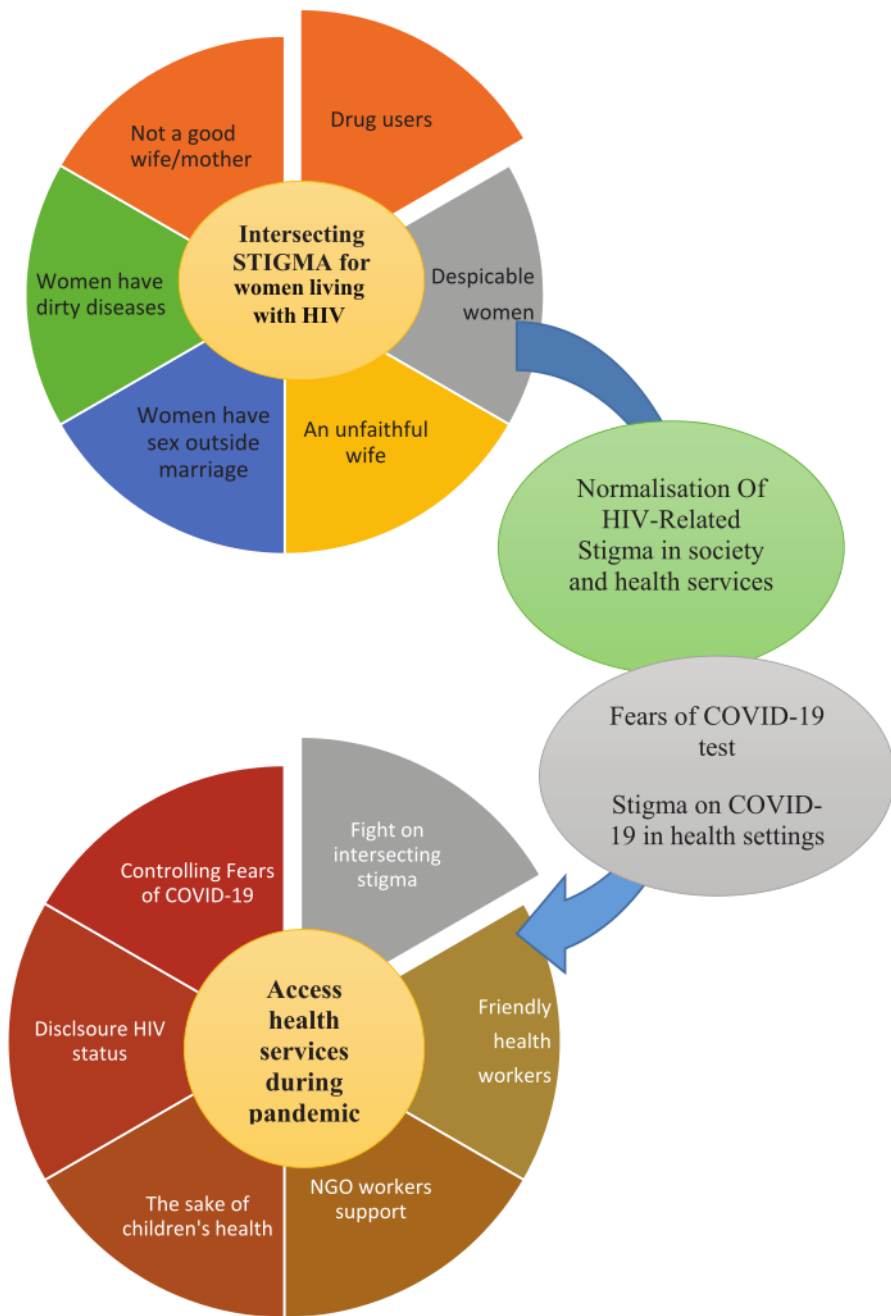 Drug users
Not a good
wife/mother
Intersecting
STIGMA for
women living
with HIV
Women have
dirty diseases
Despicable
women
Women have
sex outside
marriage
An unfaithful
wife
Normalisation Of
HIV-Related
Stigma in society
and health services
Fears of COVID-19
test
Stigma on COVID-
19 in health settings
Fight on
intersecting
stigma
Controlling Fears
of COVID-19
Access
health
services
during
pandemic
Disclsoure HIV
status
Friendly
health
workers
The sake of
children's health
NGO workers
support